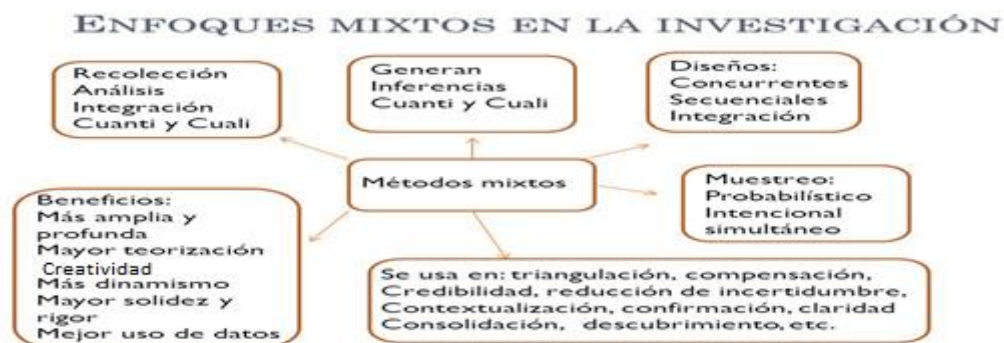 ENFOQUES MIXTOS EN LA INVESTIGACIÓN
Recolección
Análisis
Integración
Cuanti y Cuali
Generan
Inferencias
Cuanti y Cuali
Diseños:
Concurrentes
Secuenciales
Integración
Métodos mixtos
Muestreo:
Probabilístico
Intencional
simultáneo
Beneficios:
Más amplia y
profunda
Mayor teorización
Creatividad
Más dinamismo
Mayor solidez y
rigor
Mejor uso de datos
Se usa en: triangulación, compensación,
Credibilidad, reducción de incertidumbre,
Contextualización, confirmación, claridad
Consolidación, descubrimiento, etc.